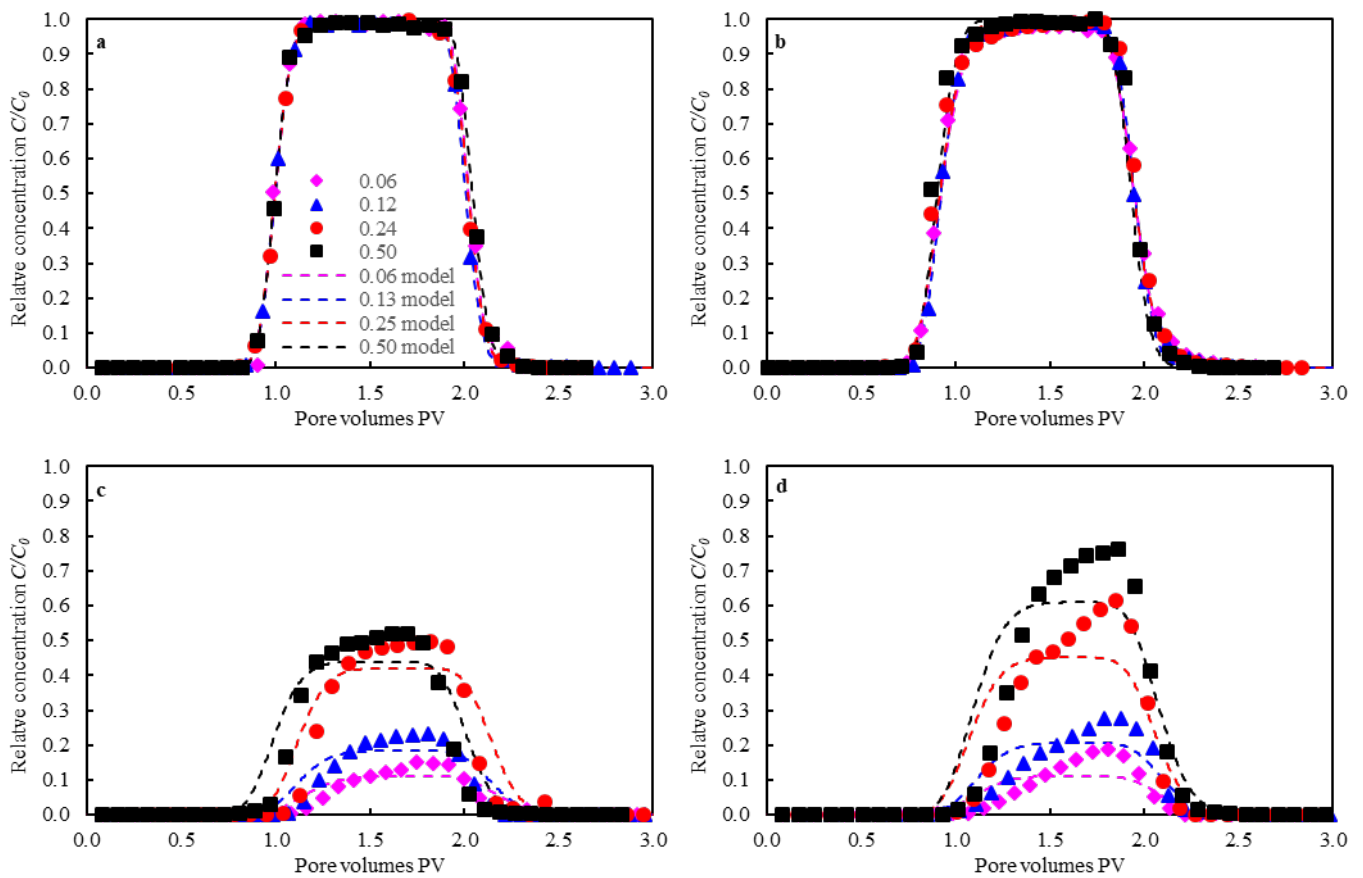 a
Relatve concentration C/C0
1.0
0.9
0.8
0.7
0.6
0.5
0.4
0.3
0.2
0.1
0.0
0.06
0.12
0.24
0.50
0.06 model
0.13 model
0.25 model
0.50 model
0.0 0.5 1.0 1.5 2.0 2.5 3.0
Pore volumes PV
b
Relatve concentration C/C0
1.0
0.9
0.8
0.7
0.6
0.5
0.4
0.3
0.2
0.1
0.0
0.0 0.5 1.0 1.5 2.0 2.5 3.0
Pore volumes PV
c
Relatve concentration C/C0
1.0
0.9
0.8
0.7
0.6
0.5
0.4
0.3
0.2
0.1
0.0
0.0 0.5 1.0 1.5 2.0 2.5 3.0
Pore volumes PV
d
Relatve concentration C/C0
1.0
0.9
0.8
0.7
0.6
0.5
0.4
0.3
0.2
0.1
0.0
0.0 0.5 1.0 1.5 2.0 2.5 3.0
Pore volumes PV